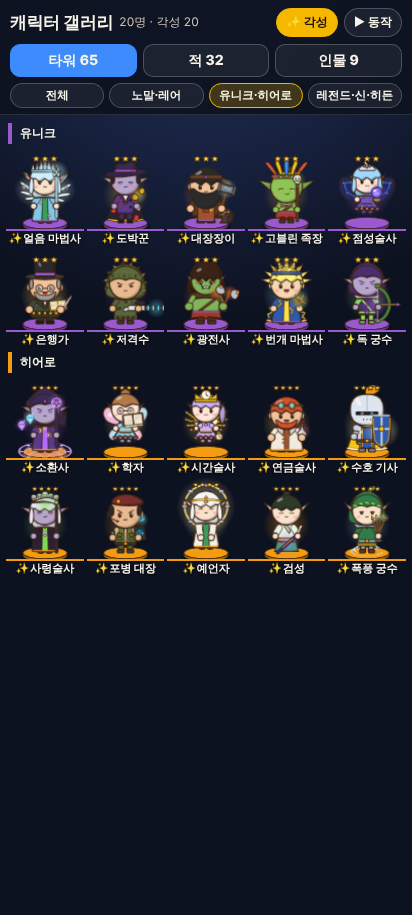 캐릭터 갤러리 20명 · 각성 20 ✨ 각성 ▶ 동작
타워 65 적 32 인물 9
전체 노말·레어 유니크·히어로 레전드·신·히든
유니크
✨얼음 마법사 ✨도박꾼 ✨대장장이 ✨고블린 족장 ✨점성술사
✨은행가 ✨저격수 ✨광전사 ✨번개 마법사 ✨독 궁수
히어로
✨소환사 ✨학자 ✨시간술사 ✨연금술사 ✨수호 기사
✨사령술사 ✨포병 대장 ✨예언자 ✨검성 ✨폭풍 궁수